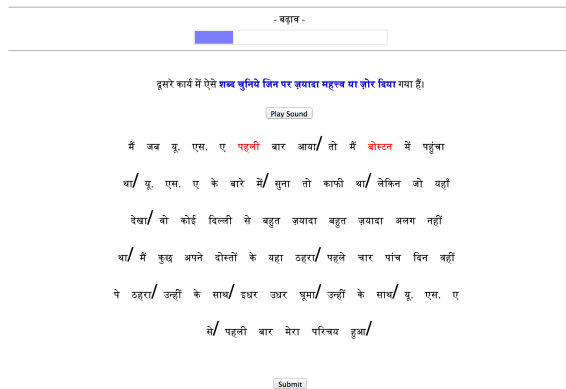 - बढ़ाव -
दूसरे कार्य में ऐसे शब्द चुनिये जिन पर ज़यादा महत्त्व या ज़ोर दिया गया हैं।
Play Sound
मैं जब यू. एस. ए पहली बार आया/ तो मैं बोस्टन में पहुंचा
था/ यू. एस. ए के बारे में/ सुना तो काफी था/ लेकिन जो यहाँ
देखा/ वो कोई दिल्ली से बहुत ज़यादा बहुत ज़यादा अलग नहीं
था/ मैं कुछ अपने दोस्तों के यहा ठहरा/ पहले चार पांच दिन वहीं
पे ठहरा/ उन्हीं के साथ/ इधर उधर घूमा/ उन्हीं के साथ/ यू. एस. ए
से/ पहली बार मेरा परिचय हुआ/
Submit